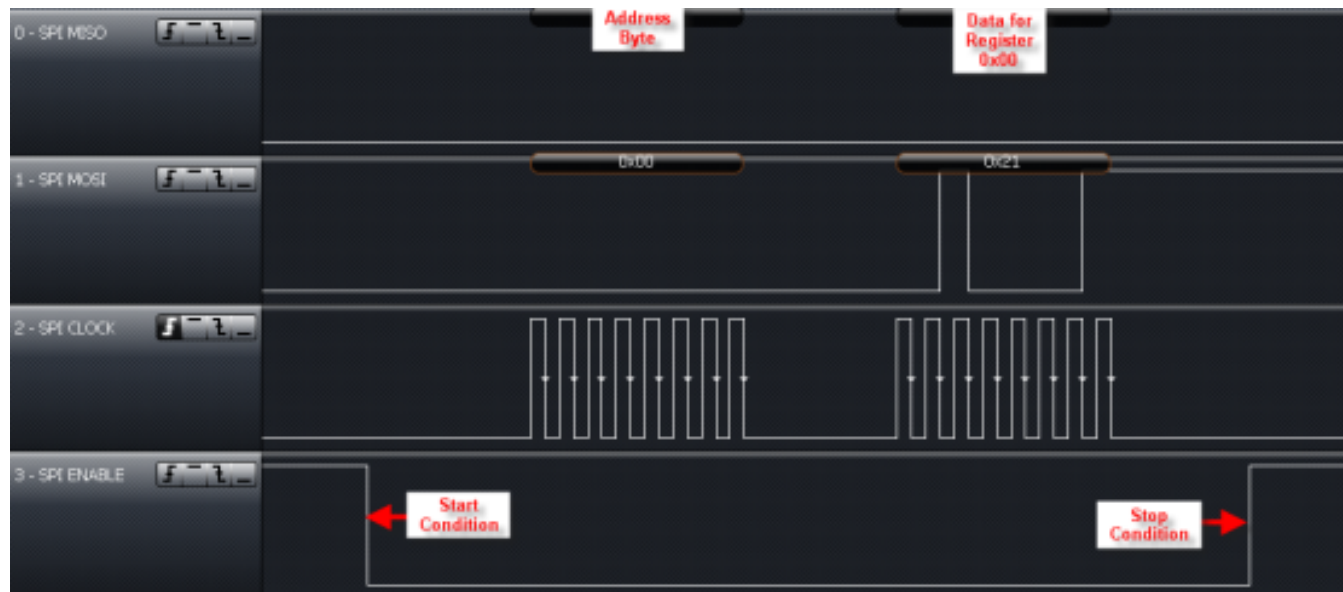 0 - SPI MISO
Address
Byte
Data for
Register
0x00
1 - SPI MOSI
0x00
0x21
2 - SPI CLOCK
3 - SPI ENABLE
Start
Condition
Stop
Condition